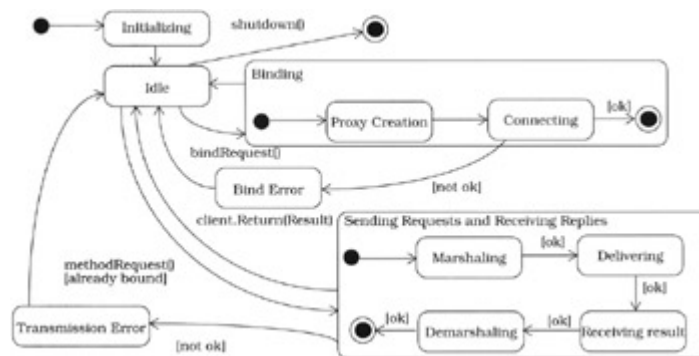 Initializing
shutdown()
Idle
Binding
Proxy Creation
Connecting
[ok]
bindRequest()
Bind Error
[not ok]
client.Return(Result)
Sending Requests and Receiving Replies
Marshaling
[ok]
Delivering
[ok]
methodRequest()
[already bound]
Transmission Error
[not ok]
[ok]
Demarshaling
[ok]
Receiving result